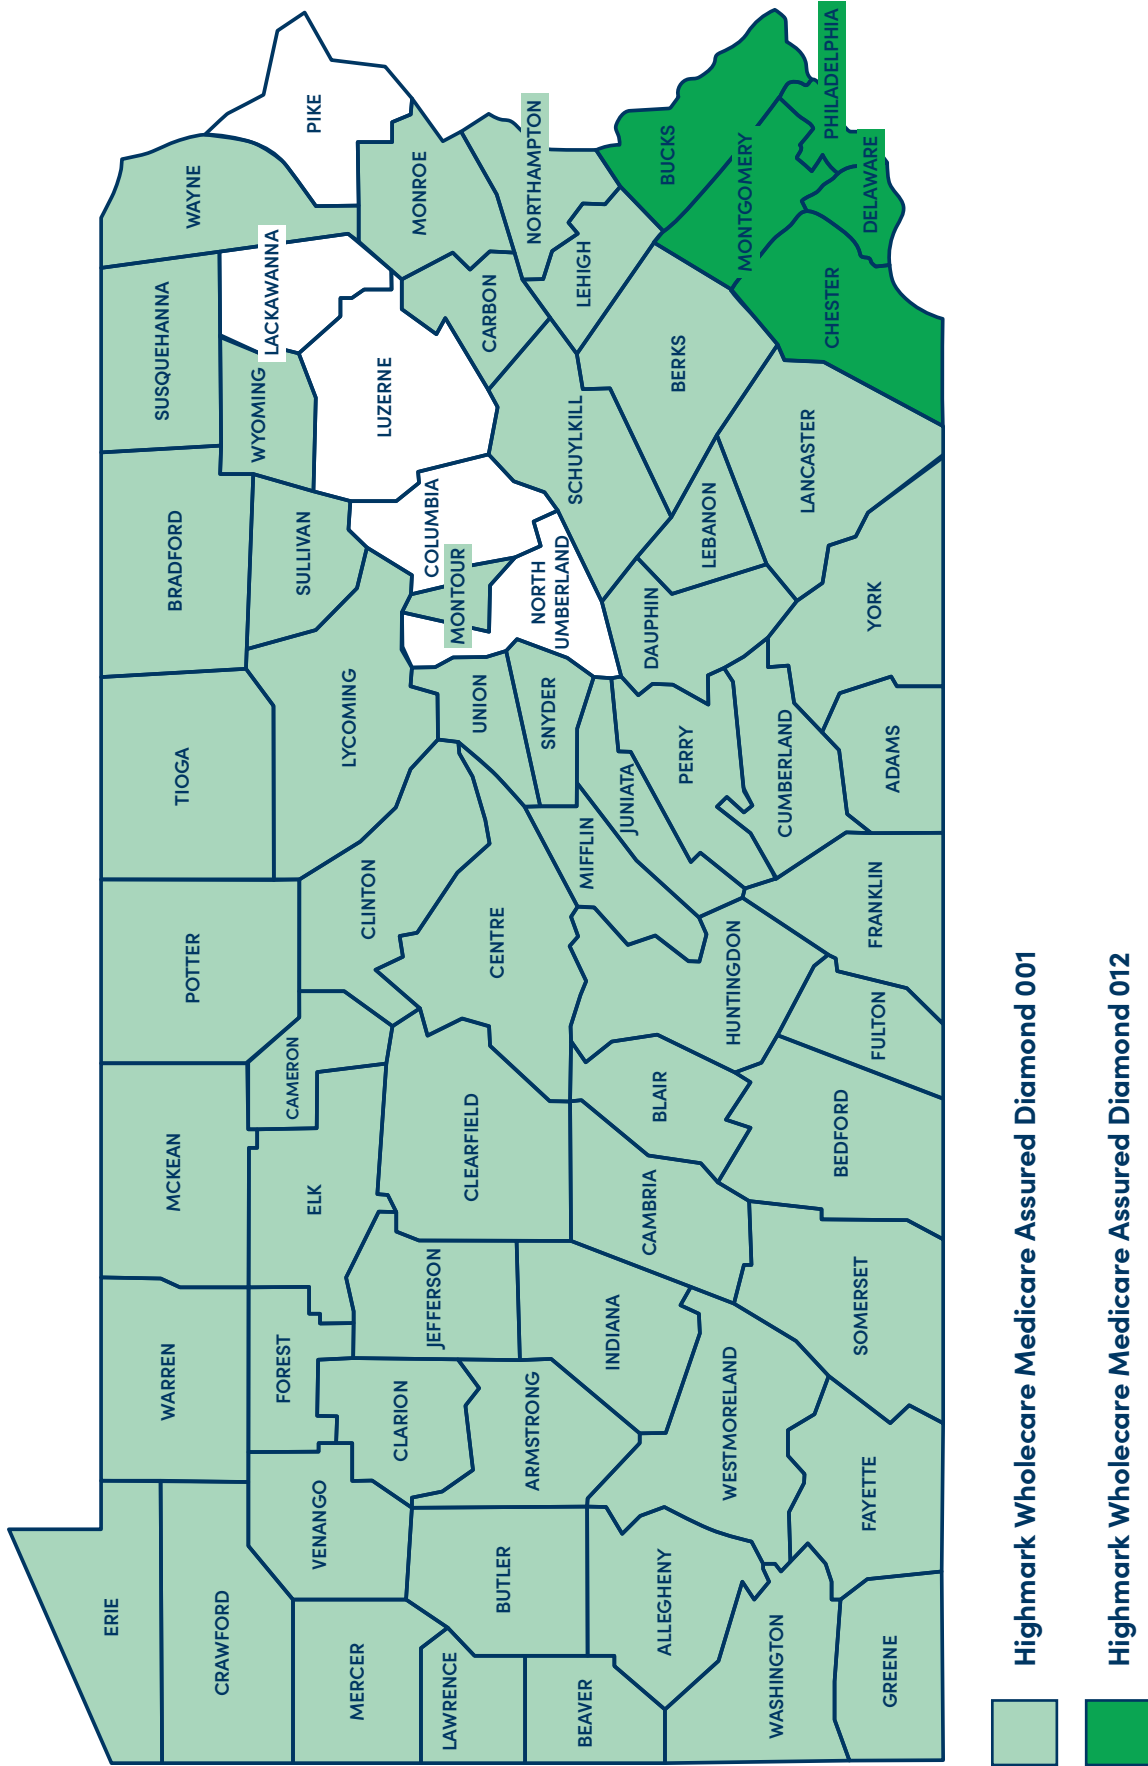 ERIE
CRAWFORD
WARREN
MCKEAN
POTTER
TIOGA
BRADFORD
SUSQUEHANNA
WAYNE
PIKE
WYOMING
LACKAWANNA
MERCER
VENANGO
FOREST
ELK
CAMERON
CLINTON
LYCOMING
SULLIVAN
LUZERNE
MONROE
LAWRENCE
BUTLER
CLARION
JEFFERSON
CLEARFIELD
CENTRE
UNION
MONTOUR
COLUMBIA
CARBON
NORTHAMPTON
BEAVER
ARMSTRONG
INDIANA
SNYDER
NORTH
UMBERLAND
SCHUYLKILL
LEHIGH
ALLEGHENY
WESTMORELAND
CAMBRIA
BLAIR
HUNTINGDON
MIFFLIN
JUNIATA
PERRY
DAUPHIN
LEBANON
BERKS
BUCKS
MONTGOMERY
WASHINGTON
GREENE
FAYETTE
SOMERSET
BEDFORD
FULTON
FRANKLIN
CUMBERLAND
ADAMS
YORK
LANCASTER
CHESTER
DELAWARE
PHILADELPHIA
Highmark Wholecare Medicare Assured Diamond 001
Highmark Wholecare Medicare Assured Diamond 012